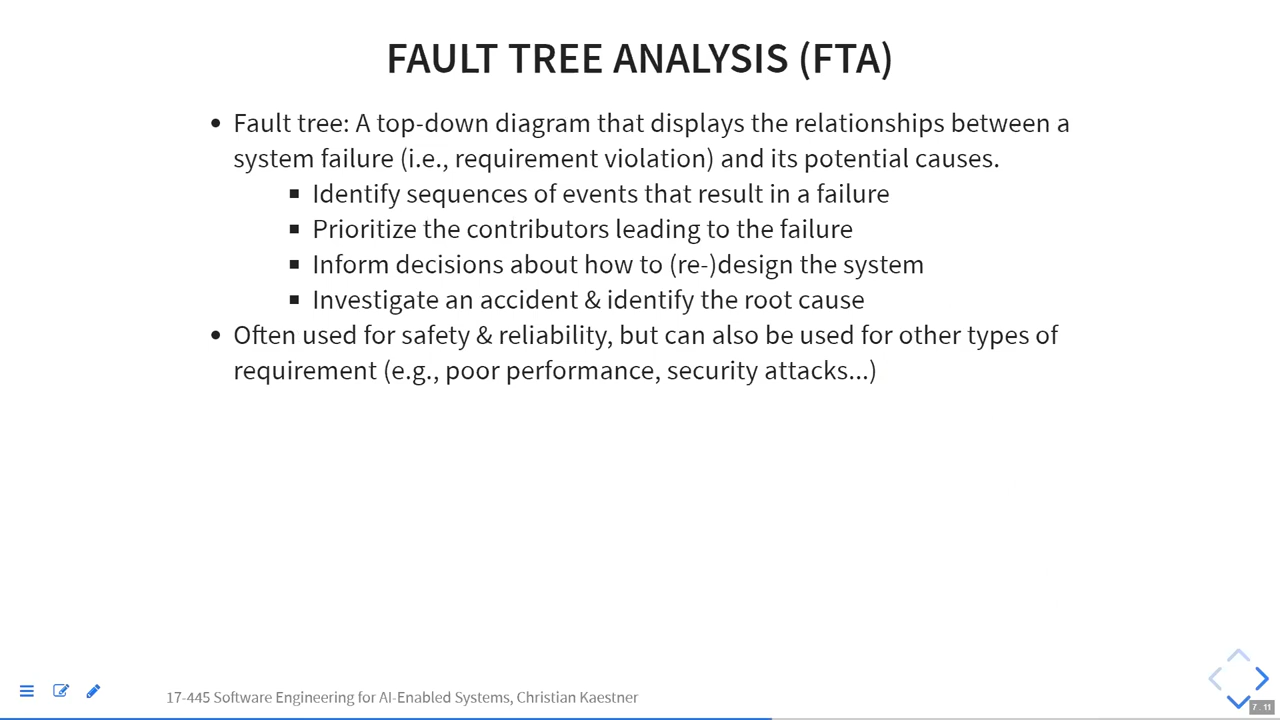 FAULT TREE ANALYSIS (FTA)
• Fault tree: A top-down diagram that displays the relationships between a
system failure (i.e., requirement violation) and its potential causes.
▪ Identify sequences of events that result in a failure
▪ Prioritize the contributors leading to the failure
▪ Inform decisions about how to (re-)design the system
▪ Investigate an accident & identify the root cause
• Often used for safety & reliability, but can also be used for other types of
requirement (e.g., poor performance, security attacks...)
17-445 Software Engineering for AI-Enabled Systems, Christian Kaestner
7 . 11